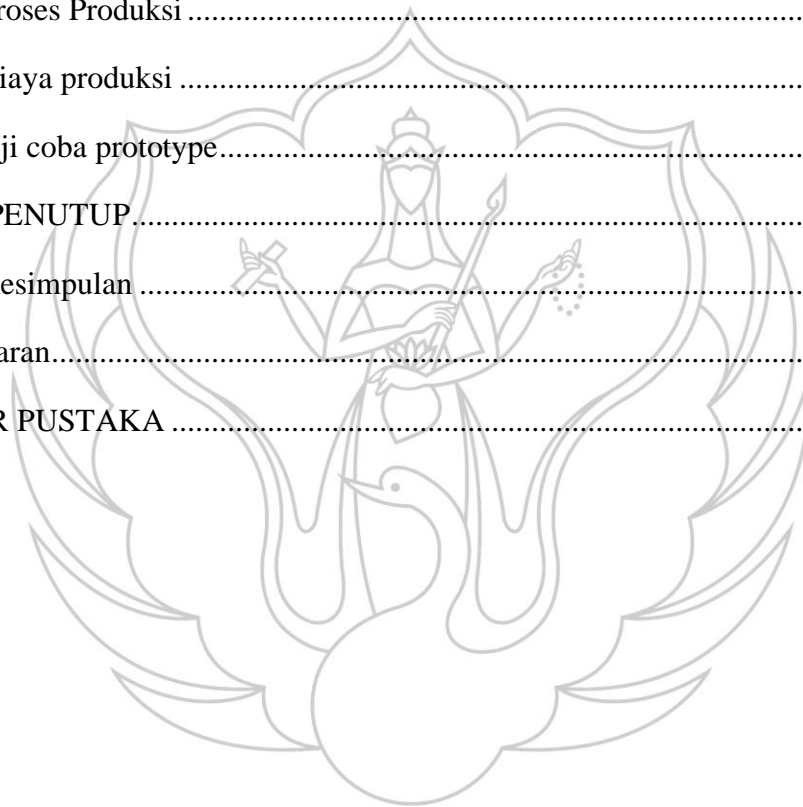 roses Produksi ...............................................................................
iaya produksi ................................................................................
ji coba prototype...........................................................................
PENUTUP.....................................................................................
esimpulan .....................................................................................
aran...............................................................................................
R PUSTAKA ................................................................................